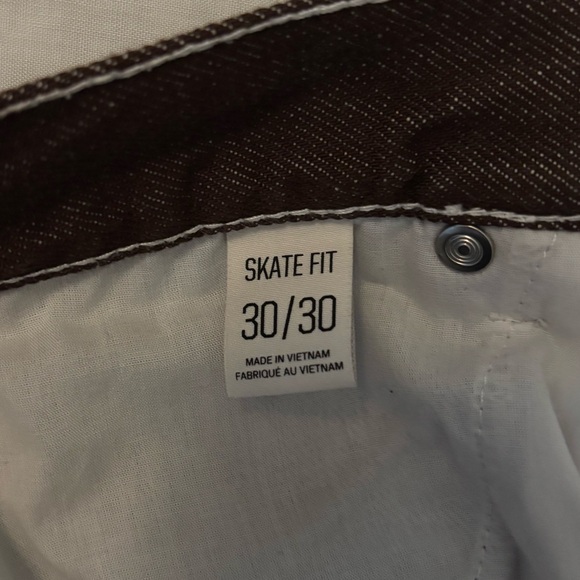 SKATE FIT
30/30
MADE IN VIETNAM
FABRIQUÉ AU VIETNAM